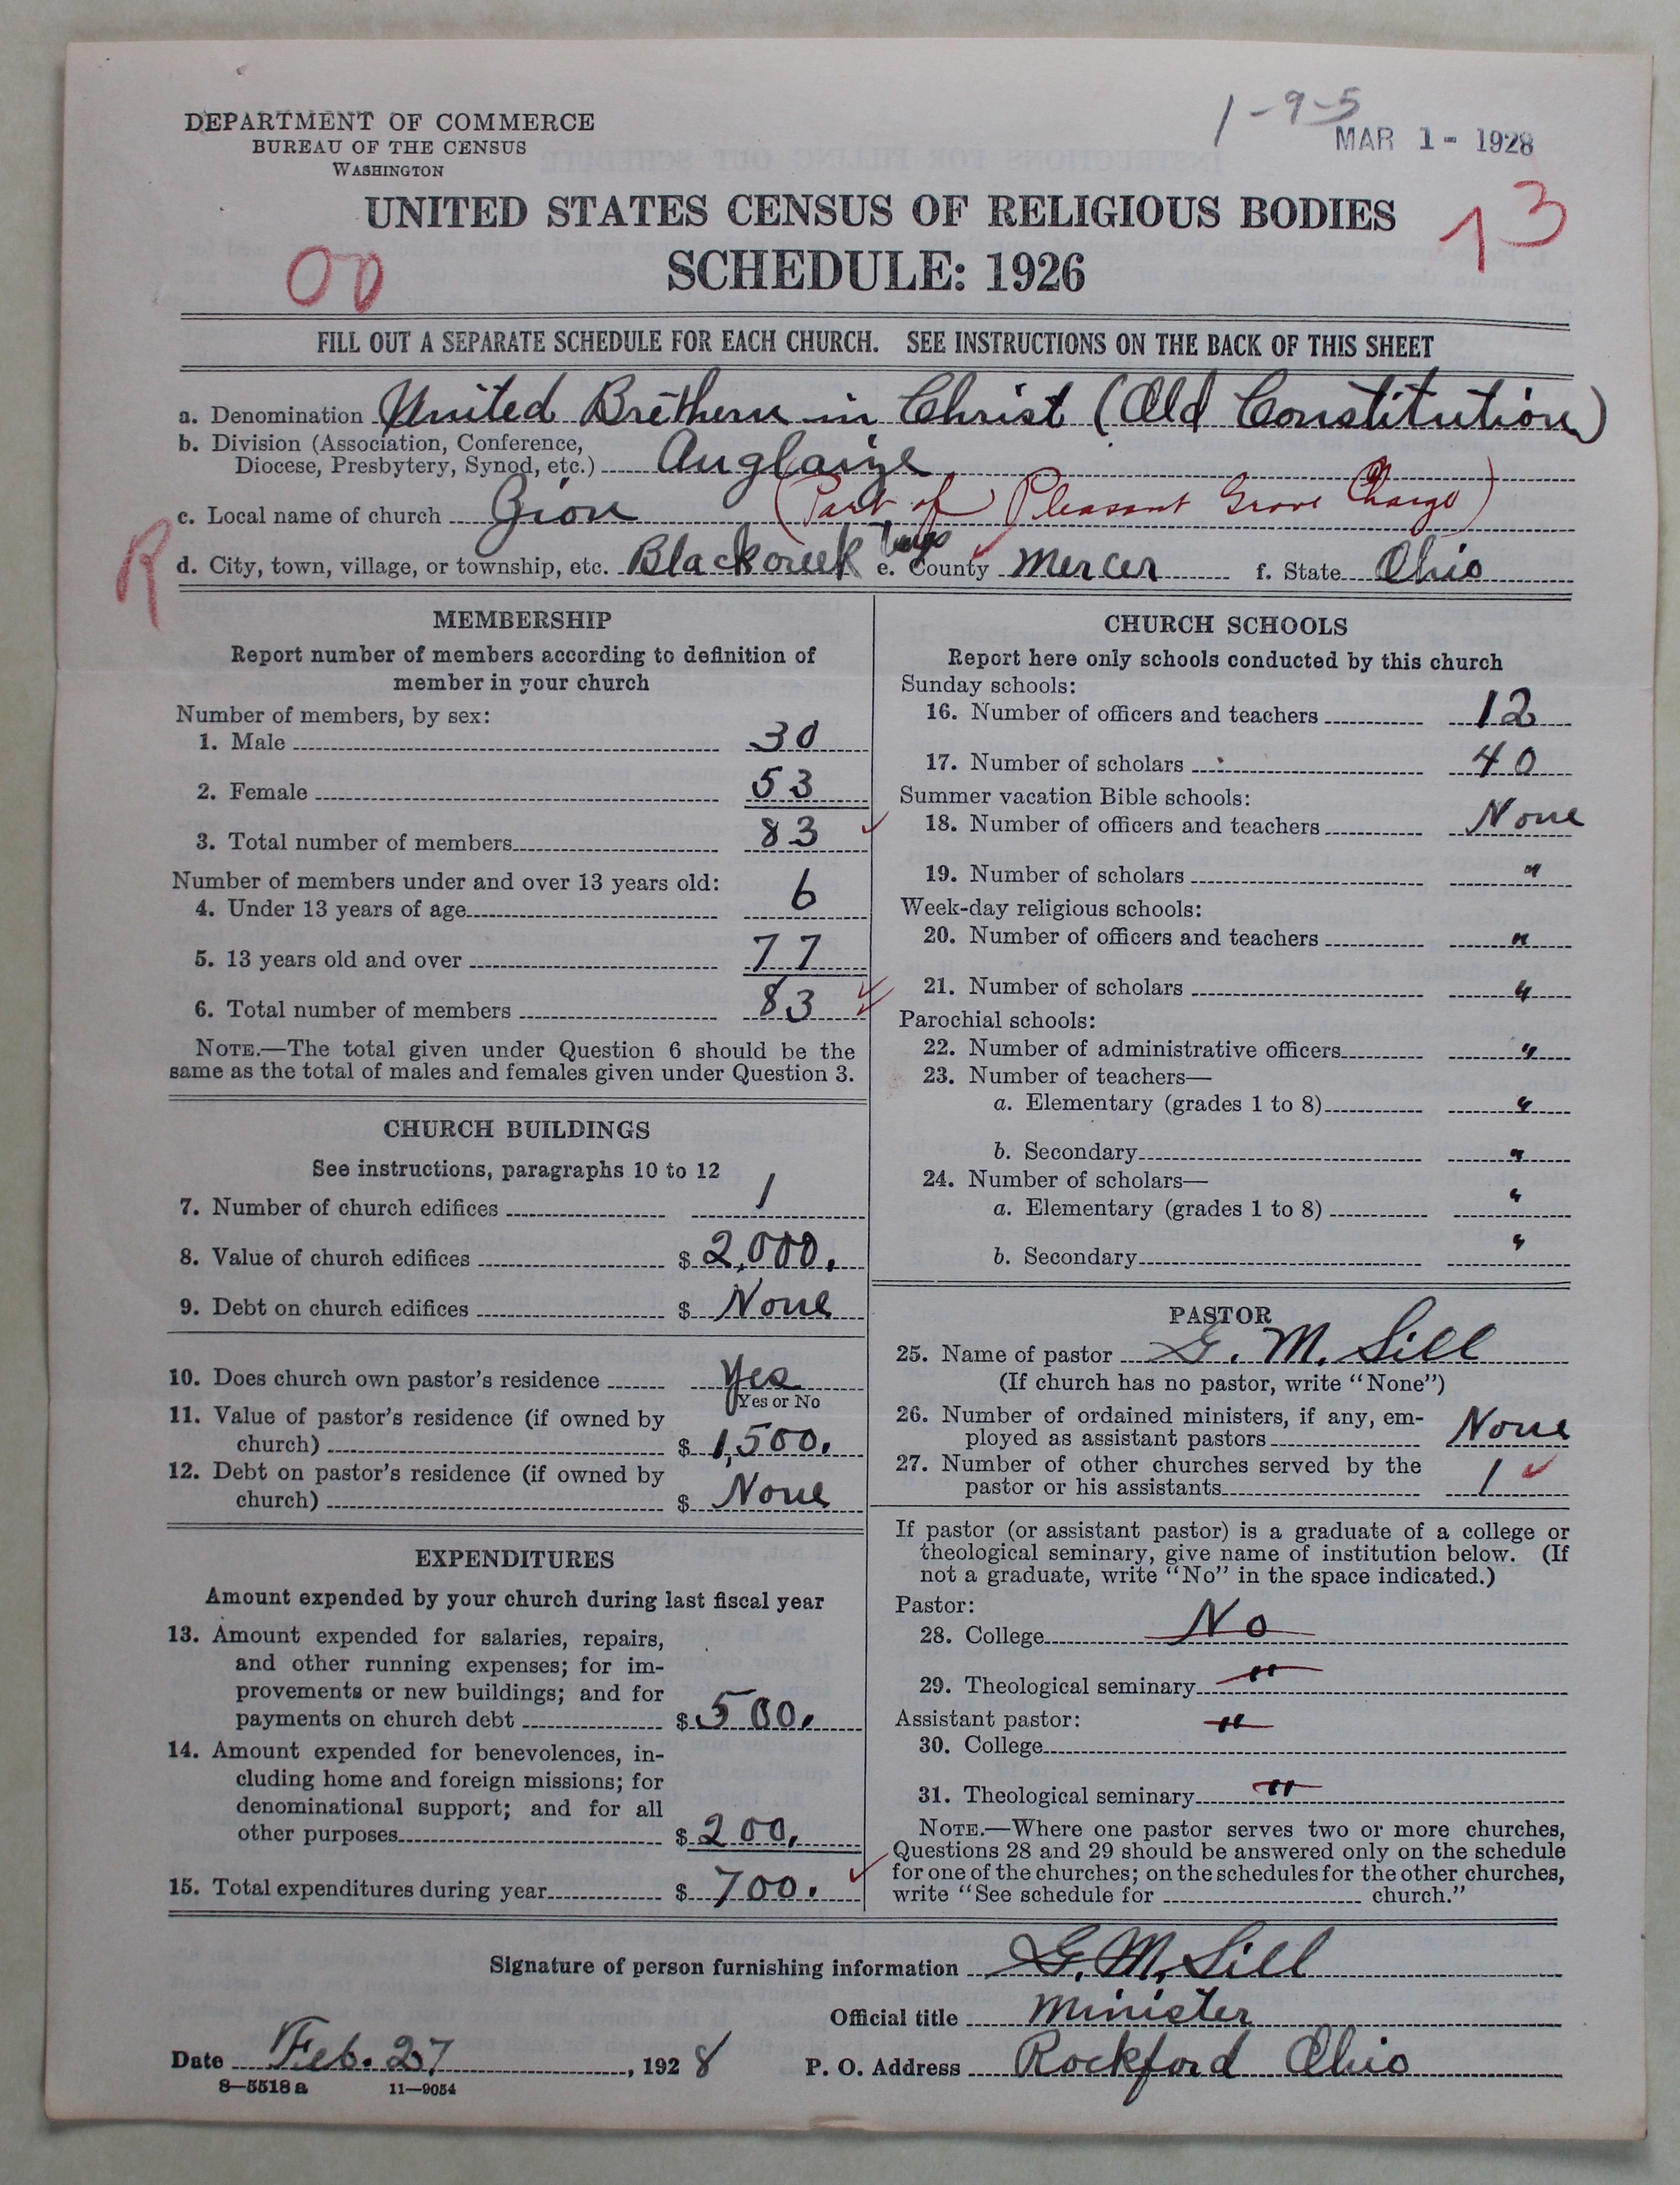 1-9-5
DEPARTMENT OF COMMERCE
BUREAU OF THE CENSUS
WASHINGTON
MAR 1 - 1928
UNITED STATES CENSUS OF RELIGIOUS BODIES
13
SCHEDULE: 1926
00
FILL OUT A SEPARATE SCHEDULE FOR EACH CHURCH. SEE INSTRUCTIONS ON THE BACK OF THIS SHEET
a. Denomination United Brethern in Christ (Old Constitution)
b. Division (Association, Conference,
Diocese, Presbytery, Synod, etc.) Auglaize
c. Local name of church Zion (Part of Pleasant Grove Charge)
R
d. City, town, village, or township, etc. Blackcreek Twp e. County Mercer f. State Ohio
MEMBERSHIP
Report number of members according to definition of
member in your church
Number of members, by sex:
1. Male 30
2. Female 53
3. Total number of members 83
Number of members under and over 13 years old:
4. Under 13 years of age 6
5. 13 years old and over 77
6. Total number of members 83
NOTE.—The total given under Question 6 should be the
same as the total of males and females given under Question 3.
CHURCH BUILDINGS
See instructions, paragraphs 10 to 12
7. Number of church edifices 1
8. Value of church edifices $ 2,000.
9. Debt on church edifices $ None
10. Does church own pastor's residence Yes
Yes or No
11. Value of pastor's residence (if owned by
church) $ 1,500.
12. Debt on pastor's residence (if owned by
church) $ None
EXPENDITURES
Amount expended by your church during last fiscal year
13. Amount expended for salaries, repairs,
and other running expenses; for im-
provements or new buildings; and for
payments on church debt $ 500.
14. Amount expended for benevolences, in-
cluding home and foreign missions; for
denominational support; and for all
other purposes $ 200.
15. Total expenditures during year $ 700.
CHURCH SCHOOLS
Report here only schools conducted by this church
Sunday schools:
16. Number of officers and teachers 12
17. Number of scholars 40
Summer vacation Bible schools:
18. Number of officers and teachers None
19. Number of scholars "
Week-day religious schools:
20. Number of officers and teachers "
21. Number of scholars "
Parochial schools:
22. Number of administrative officers "
23. Number of teachers—
a. Elementary (grades 1 to 8) "
b. Secondary "
24. Number of scholars—
a. Elementary (grades 1 to 8) "
b. Secondary "
PASTOR
25. Name of pastor G. M. Sill
(If church has no pastor, write "None")
26. Number of ordained ministers, if any, em-
ployed as assistant pastors None
27. Number of other churches served by the
pastor or his assistants 1
If pastor (or assistant pastor) is a graduate of a college or
theological seminary, give name of institution below. (If
not a graduate, write "No" in the space indicated.)
Pastor:
28. College No
29. Theological seminary "
Assistant pastor: "
30. College
31. Theological seminary "
NOTE.—Where one pastor serves two or more churches,
Questions 28 and 29 should be answered only on the schedule
for one of the churches; on the schedules for the other churches,
write "See schedule for church."
Signature of person furnishing information G. M. Sill
Official title Minister
Date Feb. 27, 1928 P. O. Address Rockford Ohio
8—5518 a 11—9054